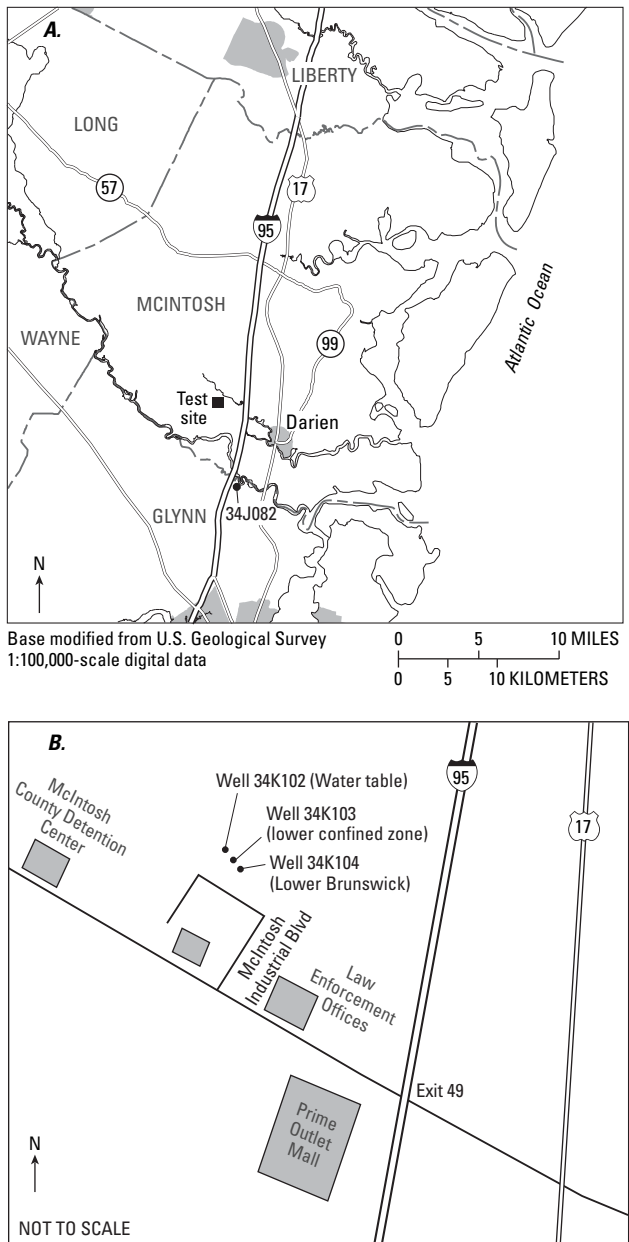 A.
LIBERTY
LONG
57
17
95
MCINTOSH
WAYNE
Atlantic Ocean
99
Test
site
Darien
34J082
GLYNN
N
Base modified from U.S. Geological Survey
1:100,000-scale digital data
0 5 10 MILES
0 5 10 KILOMETERS
B.
95
Well 34K102 (Water table)
McIntosh
County Detention
Center
Well 34K103
(lower confined zone)
17
Well 34K104
(Lower Brunswick)
McIntosh
Industrial Blvd
Law
Enforcement
Offices
Exit 49
Prime
Outlet
Mall
N
NOT TO SCALE